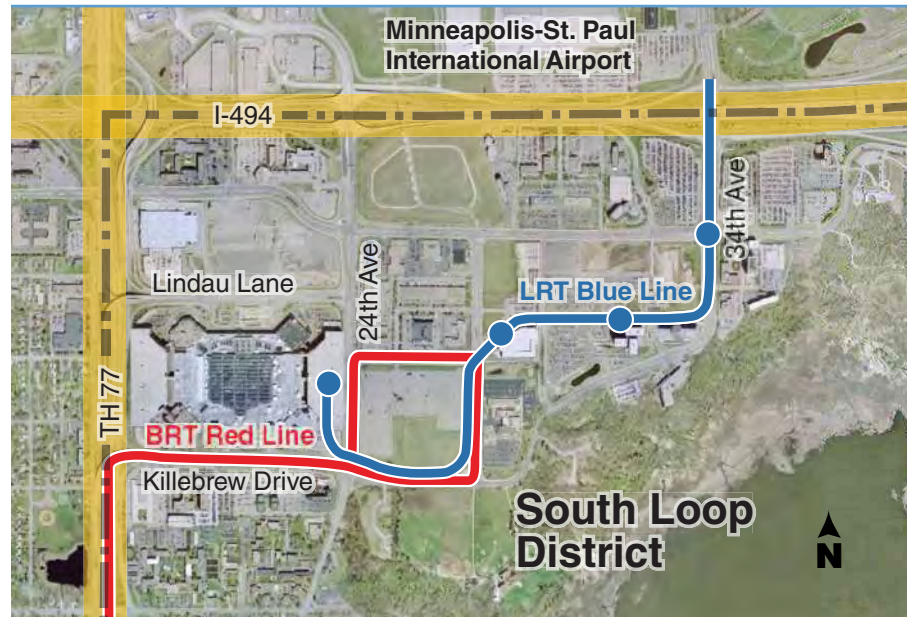 Minneapolis-St. Paul
International Airport
I-494
34th Ave
Lindau Lane
24th Ave
LRT Blue Line
TH 77
BRT Red Line
Killebrew Drive
South Loop
District
N